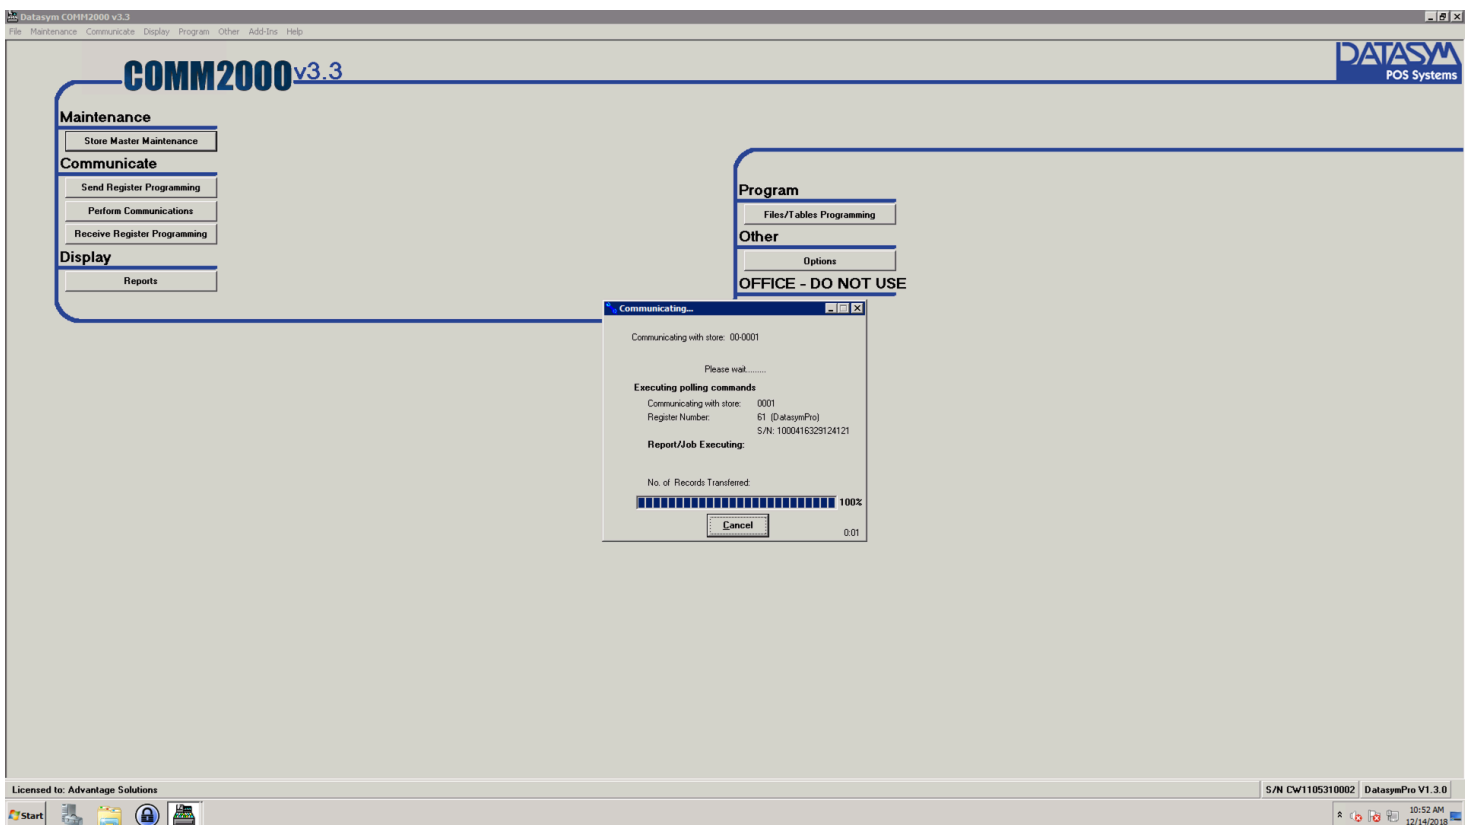 Datasym COMM2000 v3.3
File Maintenance Communicate Display Program Other Add-Ins Help
COMM2000 v3.3
DATASYM
POS Systems
Maintenance
Store Master Maintenance
Communicate
Send Register Programming
Perform Communications
Receive Register Programming
Display
Reports
Program
Files/Tables Programming
Other
Options
OFFICE - DO NOT USE
Communicating...
Communicating with store: 00-0001
Please wait.........
Executing polling commands
Communicating with store: 0001
Register Number: 61 (DatasymPro)
S/N: 1000416329124121
Report/Job Executing:
No. of Records Transferred:
100%
Cancel
0:01
Licensed to: Advantage Solutions
S/N CW1105310002 DatasymPro V1.3.0
Start
10:52 AM
12/14/2018